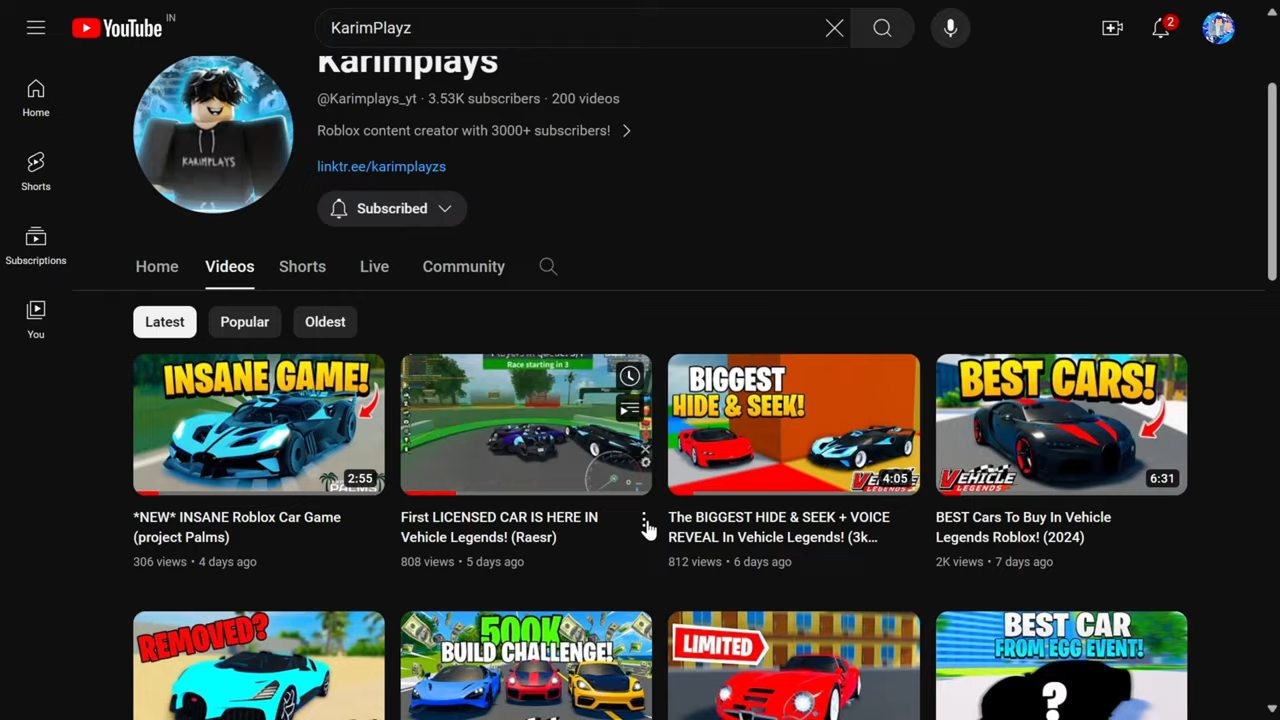 YouTube IN
KarimPlayz
2
Karimplays
@Karimplays_yt · 3.53K subscribers · 200 videos
Roblox content creator with 3000+ subscribers!
linktr.ee/karimplayzs
Subscribed
KARIMPLAYS
Home
Shorts
Subscriptions
You
Home
Videos
Shorts
Live
Community
Latest
Popular
Oldest
INSANE GAME!
PALMS
2:55
Race starting in 3
0
BIGGEST
HIDE & SEEK!
4:05
BEST CARS!
VEHICLE
LEGENDS
6:31
*NEW* INSANE Roblox Car Game
(project Palms)
306 views · 4 days ago
First LICENSED CAR IS HERE IN
Vehicle Legends! (Raesr)
808 views · 5 days ago
The BIGGEST HIDE & SEEK + VOICE
REVEAL In Vehicle Legends! (3k...
812 views · 6 days ago
BEST Cars To Buy In Vehicle
Legends Roblox! (2024)
2K views · 7 days ago
REMOVED?
500K
BUILD CHALLENGE!
LIMITED
BEST CAR
FROM EGG EVENT!
?